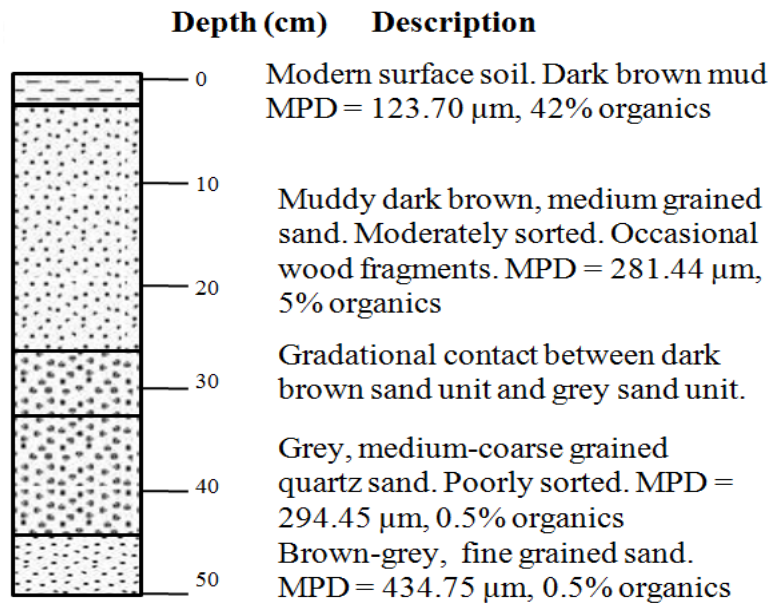 Depth (cm) Description
0
Modern surface soil. Dark brown mud
MPD = 123.70 µm, 42% organics
10
Muddy dark brown, medium grained
sand. Moderately sorted. Occasional
wood fragments. MPD = 281.44 µm,
20
5% organics
Gradational contact between dark
30
brown sand unit and grey sand unit.
Grey, medium-coarse grained
quartz sand. Poorly sorted. MPD =
40
294.45 µm, 0.5% organics
Brown-grey, fine grained sand.
50
MPD = 434.75 µm, 0.5% organics